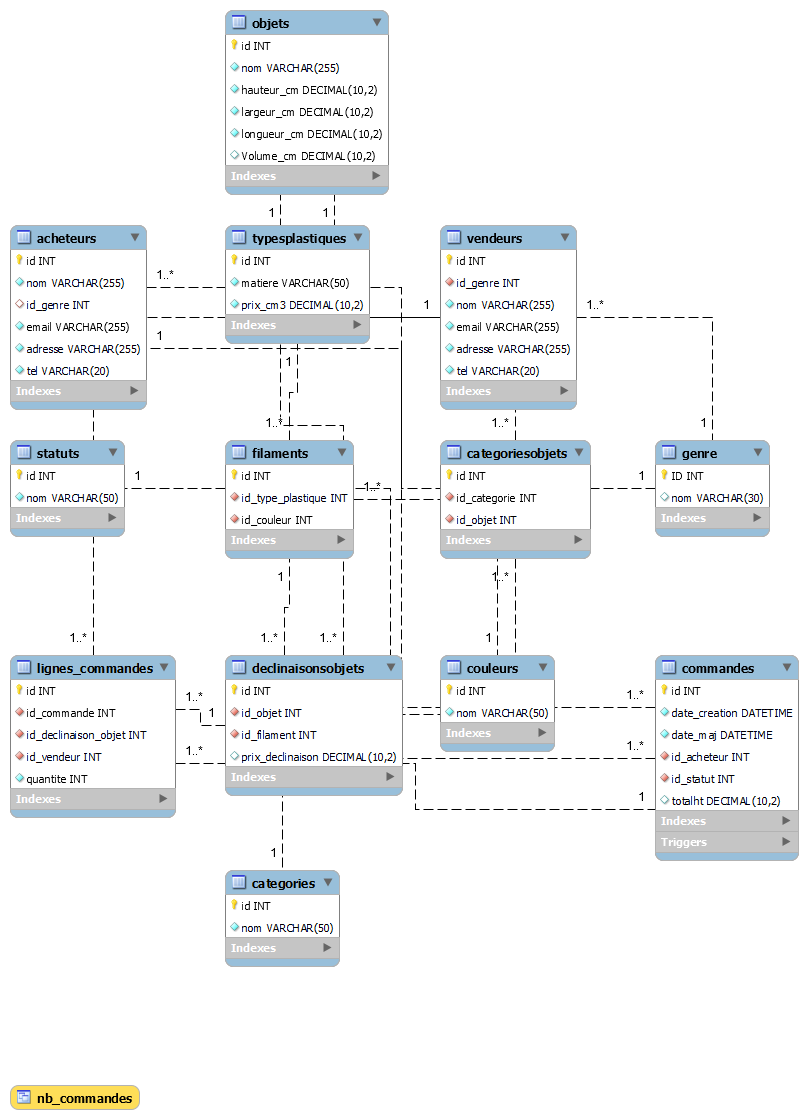 objets
id INT
nom VARCHAR(255)
hauteur_cm DECIMAL(10,2)
largeur_cm DECIMAL(10,2)
longueur_cm DECIMAL(10,2)
Volume_cm DECIMAL(10,2)
Indexes
1
1
acheteurs
id INT
nom VARCHAR(255)
id_genre INT
email VARCHAR(255)
adresse VARCHAR(255)
tel VARCHAR(20)
Indexes
1..*
1
typesplastiques
id INT
matiere VARCHAR(50)
prix_cm3 DECIMAL(10,2)
Indexes
1
1
1..*
vendeurs
id INT
id_genre INT
nom VARCHAR(255)
email VARCHAR(255)
adresse VARCHAR(255)
tel VARCHAR(20)
Indexes
1..*
1
1..*
statuts
id INT
nom VARCHAR(50)
Indexes
1
filaments
id INT
id_type_plastique INT
id_couleur INT
Indexes
1..*
categoriesobjets
id INT
id_categorie INT
id_objet INT
Indexes
1
genre
ID INT
nom VARCHAR(30)
Indexes
1
1..*
1..*
1..*
1..*
1
lignes_commandes
id INT
id_commande INT
id_declinaison_objet INT
id_vendeur INT
quantite INT
Indexes
1..*
1
1..*
declinaisonsobjets
id INT
id_objet INT
id_filament INT
prix_declinaison DECIMAL(10,2)
Indexes
couleurs
id INT
nom VARCHAR(50)
Indexes
1..*
1..*
1
commandes
id INT
date_creation DATETIME
date_maj DATETIME
id_acheteur INT
id_statut INT
totalht DECIMAL(10,2)
Indexes
Triggers
1
categories
id INT
nom VARCHAR(50)
Indexes
nb_commandes